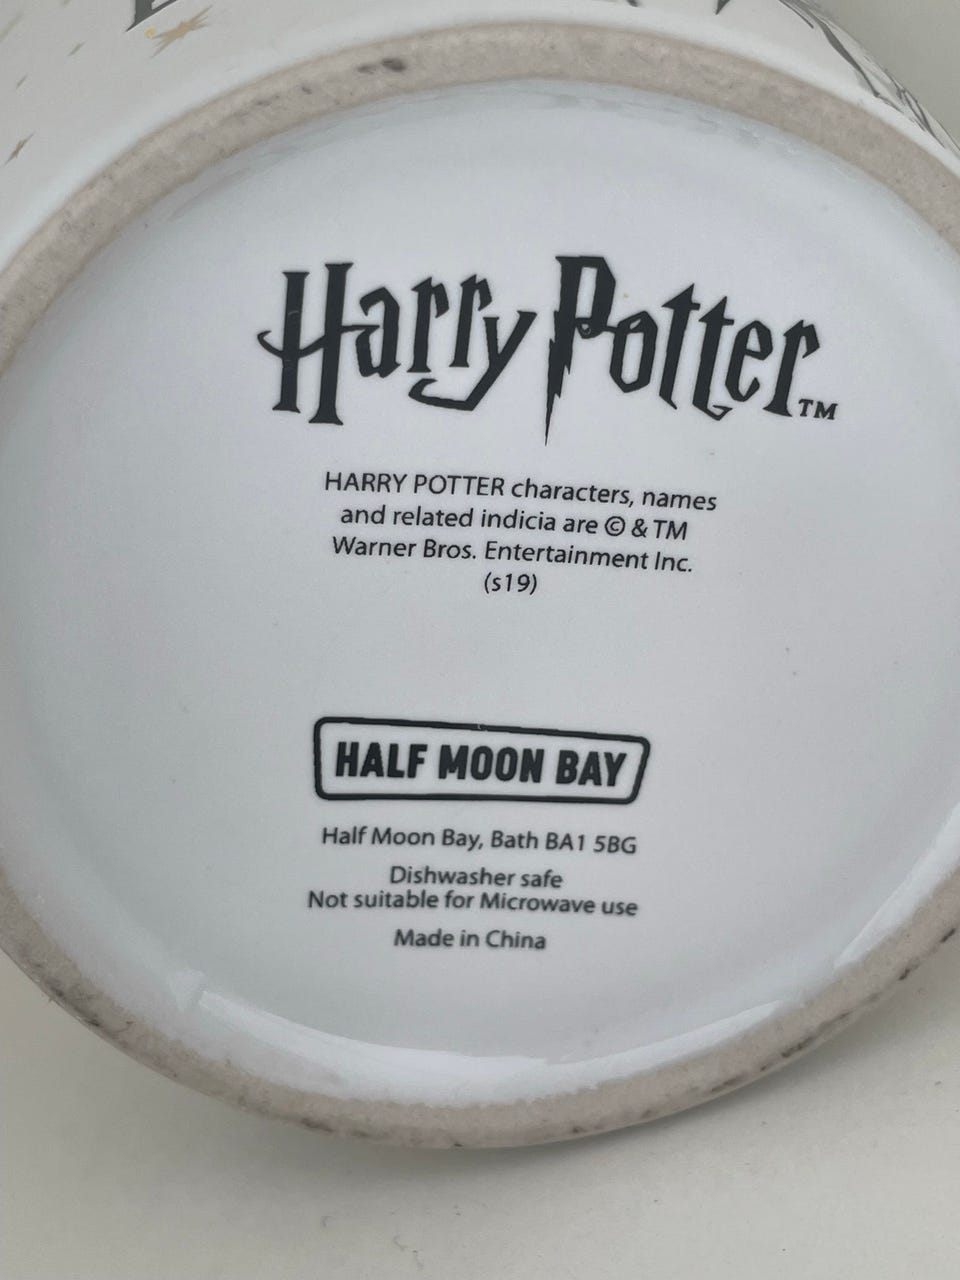 Harry Potter™
HARRY POTTER characters, names
and related indicia are © & TM
Warner Bros. Entertainment Inc.
(s19)
HALF MOON BAY
Half Moon Bay, Bath BA1 5BG
Dishwasher safe
Not suitable for Microwave use
Made in China